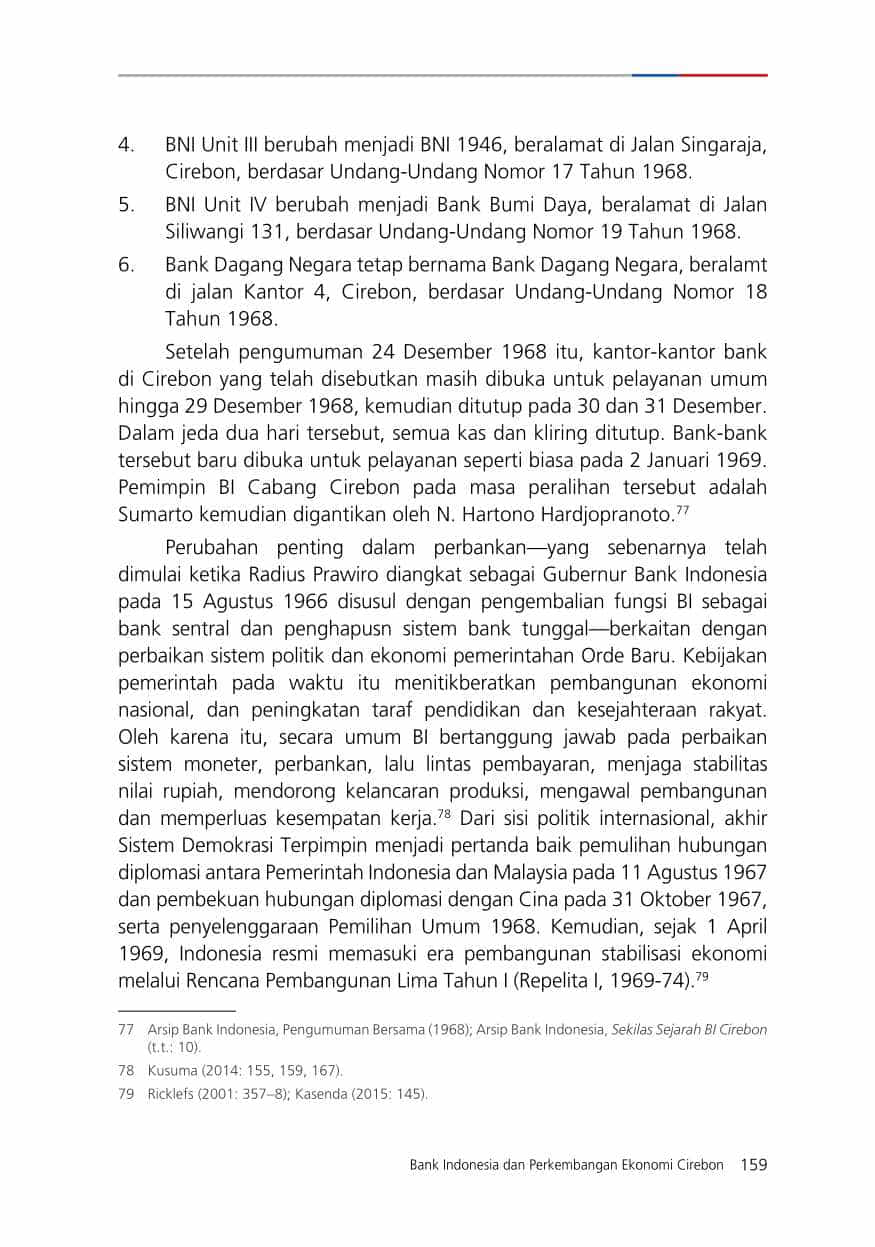 4. BNI Unit III berubah menjadi BNI 1946, beralamat di Jalan Singaraja,
Cirebon, berdasar Undang-Undang Nomor 17 Tahun 1968.
5. BNI Unit IV berubah menjadi Bank Bumi Daya, beralamat di Jalan
Siliwangi 131, berdasar Undang-Undang Nomor 19 Tahun 1968.
6. Bank Dagang Negara tetap bernama Bank Dagang Negara, beralamt
di jalan Kantor 4, Cirebon, berdasar Undang-Undang Nomor 18
Tahun 1968.
Setelah pengumuman 24 Desember 1968 itu, kantor-kantor bank
di Cirebon yang telah disebutkan masih dibuka untuk pelayanan umum
hingga 29 Desember 1968, kemudian ditutup pada 30 dan 31 Desember.
Dalam jeda dua hari tersebut, semua kas dan kliring ditutup. Bank-bank
tersebut baru dibuka untuk pelayanan seperti biasa pada 2 Januari 1969.
Pemimpin BI Cabang Cirebon pada masa peralihan tersebut adalah
Sumarto kemudian digantikan oleh N. Hartono Hardjopranoto.77
Perubahan penting dalam perbankan—yang sebenarnya telah
dimulai ketika Radius Prawiro diangkat sebagai Gubernur Bank Indonesia
pada 15 Agustus 1966 disusul dengan pengembalian fungsi BI sebagai
bank sentral dan penghapusn sistem bank tunggal—berkaitan dengan
perbaikan sistem politik dan ekonomi pemerintahan Orde Baru. Kebijakan
pemerintah pada waktu itu menitikberatkan pembangunan ekonomi
nasional, dan peningkatan taraf pendidikan dan kesejahteraan rakyat.
Oleh karena itu, secara umum BI bertanggung jawab pada perbaikan
sistem moneter, perbankan, lalu lintas pembayaran, menjaga stabilitas
nilai rupiah, mendorong kelancaran produksi, mengawal pembangunan
dan memperluas kesempatan kerja.78 Dari sisi politik internasional, akhir
Sistem Demokrasi Terpimpin menjadi pertanda baik pemulihan hubungan
diplomasi antara Pemerintah Indonesia dan Malaysia pada 11 Agustus 1967
dan pembekuan hubungan diplomasi dengan Cina pada 31 Oktober 1967,
serta penyelenggaraan Pemilihan Umum 1968. Kemudian, sejak 1 April
1969, Indonesia resmi memasuki era pembangunan stabilisasi ekonomi
melalui Rencana Pembangunan Lima Tahun I (Repelita I, 1969-74).79
77 Arsip Bank Indonesia, Pengumuman Bersama (1968); Arsip Bank Indonesia, Sekilas Sejarah BI Cirebon
(t.t.: 10).
78 Kusuma (2014: 155, 159, 167).
79 Ricklefs (2001: 357–8); Kasenda (2015: 145).
Bank Indonesia dan Perkembangan Ekonomi Cirebon 159